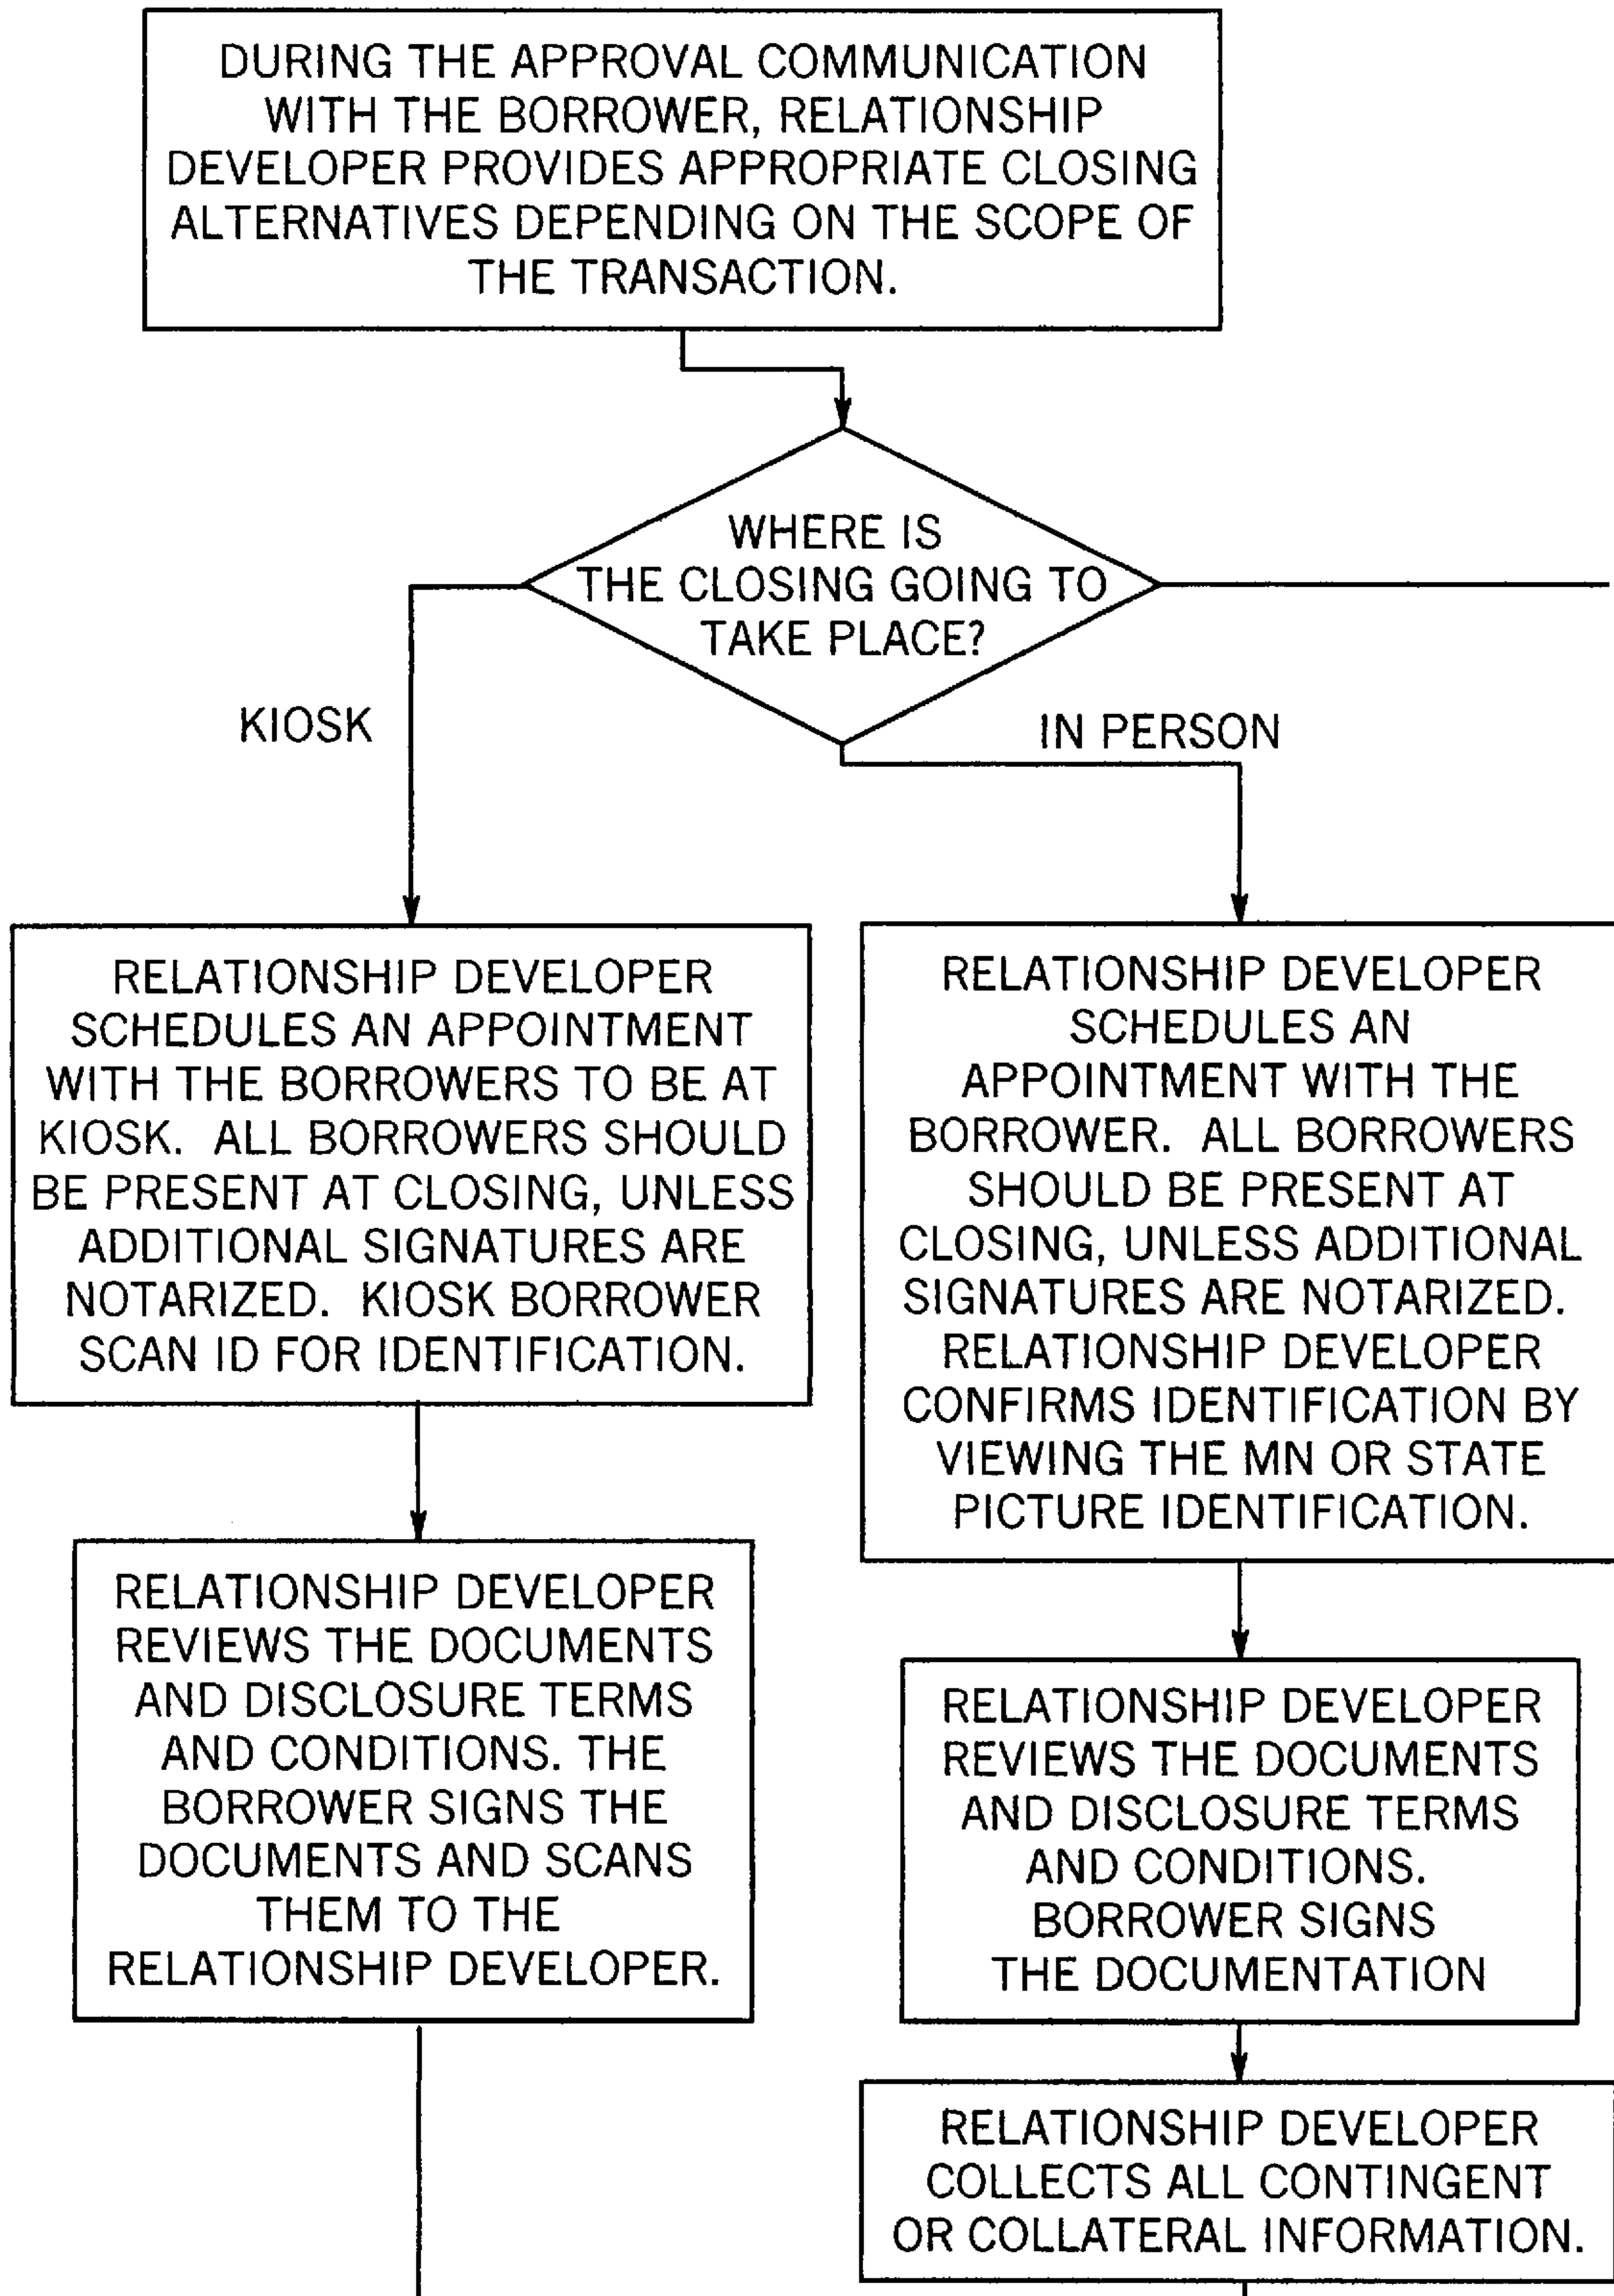 DURING THE APPROVAL COMMUNICATION
WITH THE BORROWER, RELATIONSHIP
DEVELOPER PROVIDES APPROPRIATE CLOSING
ALTERNATIVES DEPENDING ON THE SCOPE OF
THE TRANSACTION.
WHERE IS
THE CLOSING GOING TO
TAKE PLACE?
KIOSK
IN PERSON
RELATIONSHIP DEVELOPER
SCHEDULES AN APPOINTMENT
WITH THE BORROWERS TO BE AT
KIOSK. ALL BORROWERS SHOULD
BE PRESENT AT CLOSING, UNLESS
ADDITIONAL SIGNATURES ARE
NOTARIZED. KIOSK BORROWER
SCAN ID FOR IDENTIFICATION.
RELATIONSHIP DEVELOPER
REVIEWS THE DOCUMENTS
AND DISCLOSURE TERMS
AND CONDITIONS. THE
BORROWER SIGNS THE
DOCUMENTS AND SCANS
THEM TO THE
RELATIONSHIP DEVELOPER.
RELATIONSHIP DEVELOPER
SCHEDULES AN
APPOINTMENT WITH THE
BORROWER. ALL BORROWERS
SHOULD BE PRESENT AT
CLOSING, UNLESS ADDITIONAL
SIGNATURES ARE NOTARIZED.
RELATIONSHIP DEVELOPER
CONFIRMS IDENTIFICATION BY
VIEWING THE MN OR STATE
PICTURE IDENTIFICATION.
RELATIONSHIP DEVELOPER
REVIEWS THE DOCUMENTS
AND DISCLOSURE TERMS
AND CONDITIONS.
BORROWER SIGNS
THE DOCUMENTATION
RELATIONSHIP DEVELOPER
COLLECTS ALL CONTINGENT
OR COLLATERAL INFORMATION.